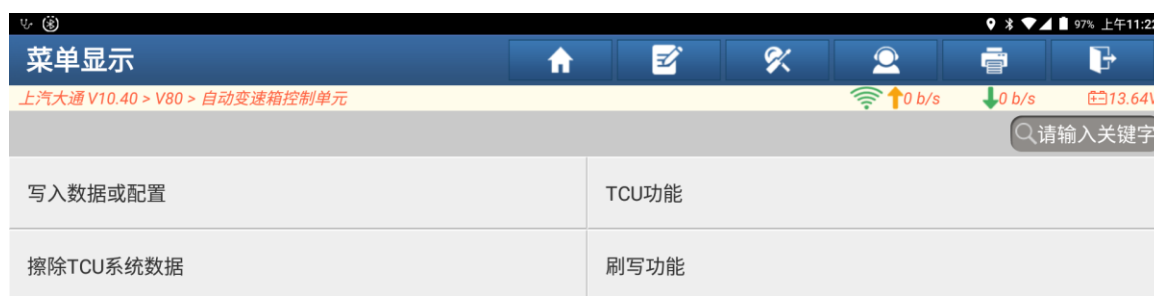 97% 上午11:22
菜单显示
上汽大通 V10.40 > V80 > 自动变速箱控制单元
0 b/s 0 b/s 13.64V
请输入关键字
写入数据或配置 TCU功能
擦除TCU系统数据 刷写功能